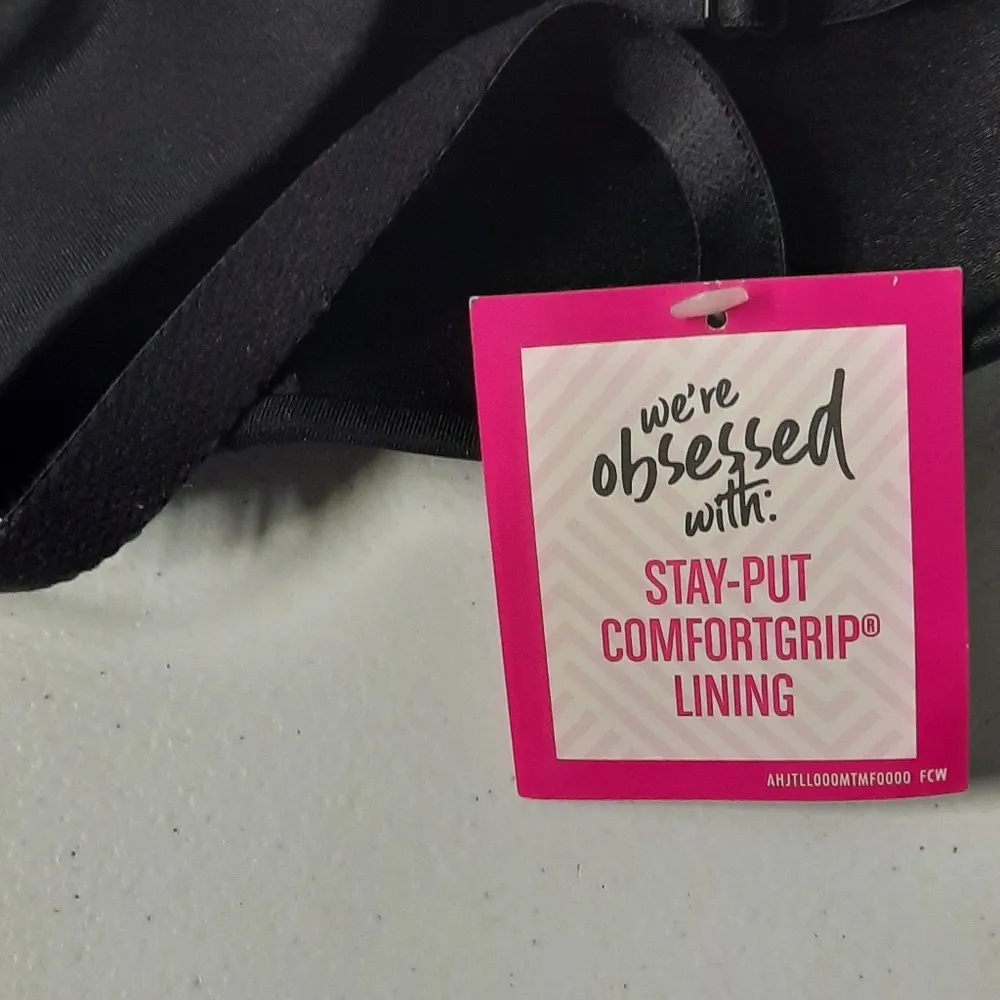 we're
obsessed
with:
STAY-PUT
COMFORTGRIP®
LINING
AHJTLL000MTMF0000 FCW